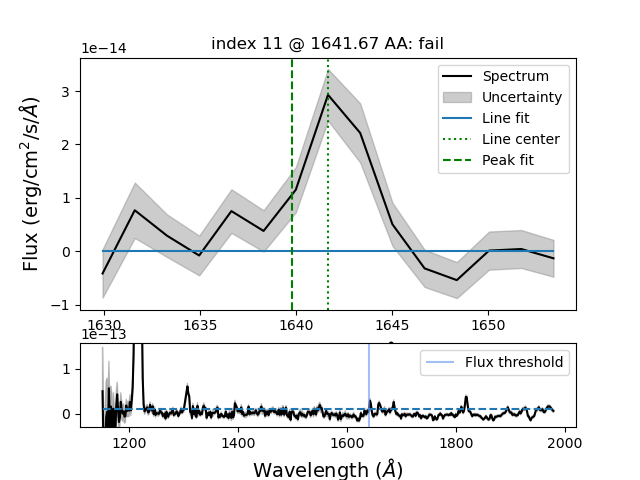 index 11 @ 1641.67 AA: fail
1e−14
Flux (erg/cm²/s/Å)
3
2
1
0
−1
Spectrum
Uncertainty
Line fit
Line center
Peak fit
1630 1635 1640 1645 1650
1e−13
1
0
Flux threshold
1200 1400 1600 1800 2000
Wavelength (Å)